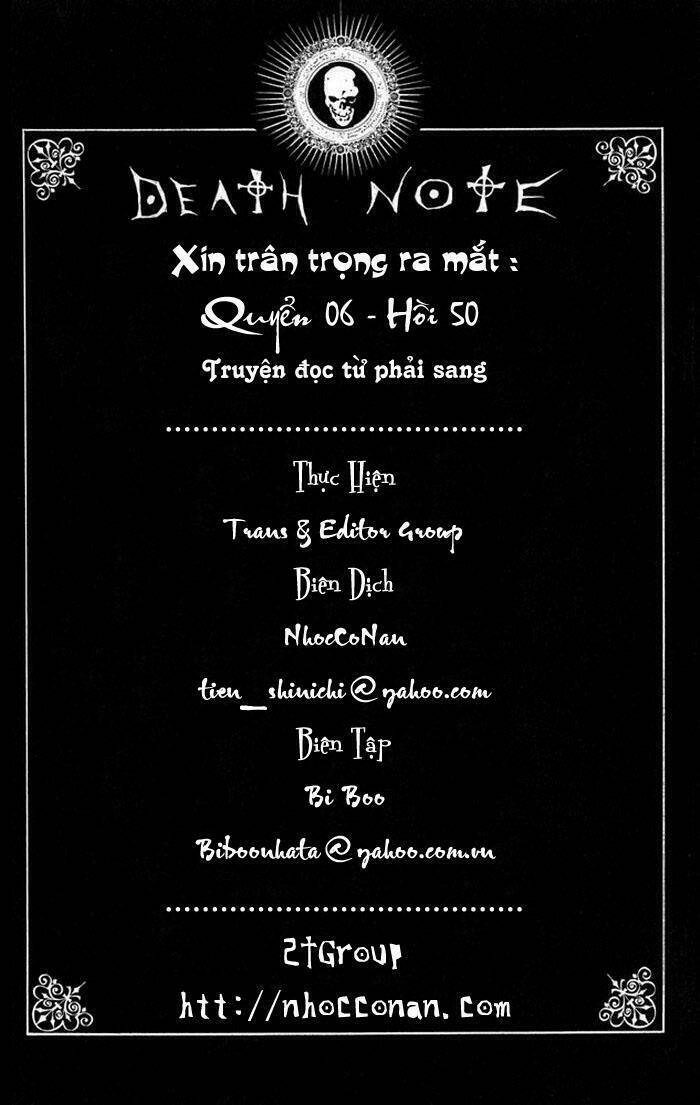 DEATH NOTE
Xin trân trọng ra mắt :
Quyển 06 - Hồi 50
Truyện đọc từ phải sang
Thực Hiện
Trans & Editor Group
Biên Dịch
NhocCoNan
tien_shinichi@yahoo.com
Biên Tập
Bi Boo
Biboonhata@yahoo.com.vn
2TGroup
htt://nhocconan.com